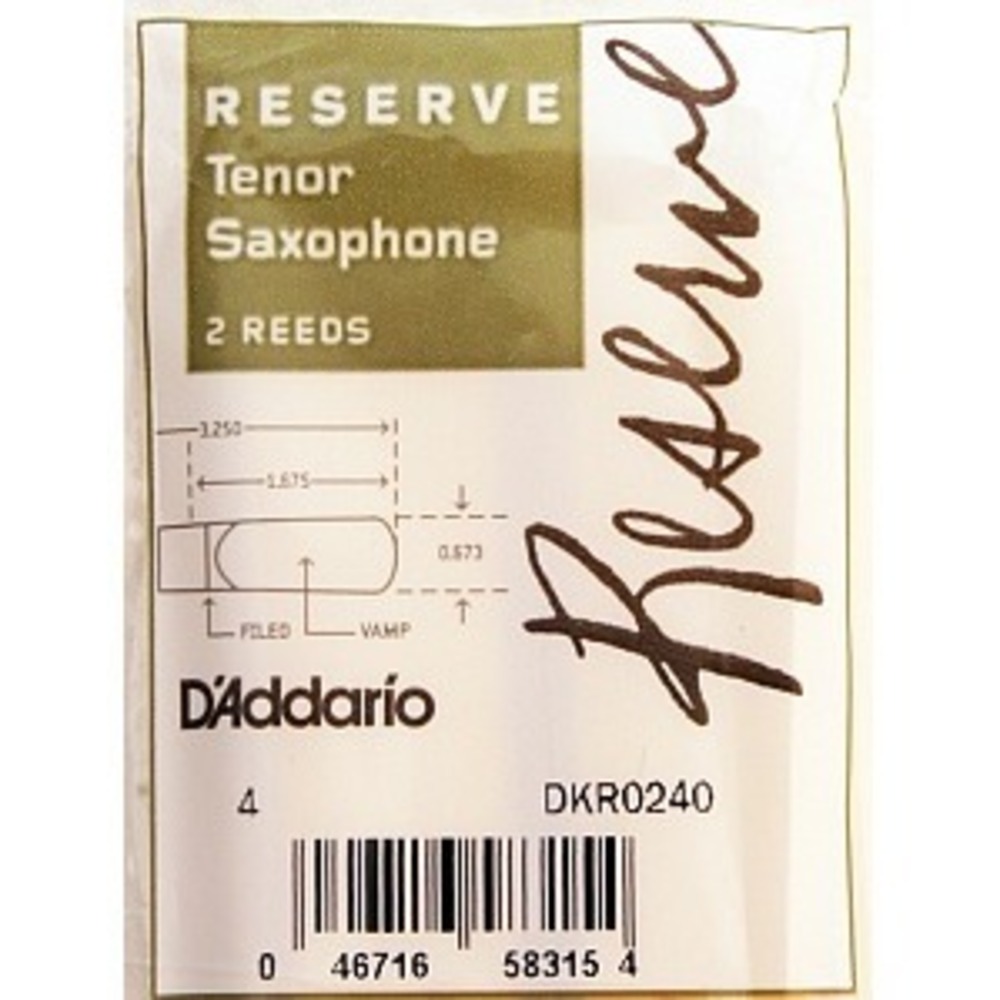 RESERVE
Tenor
Saxophone
2 REEDS
Reserve
3.250
1.675
0.673
FILED
VAMP
D'Addario
4
DKR0240
0 46716 58315 4